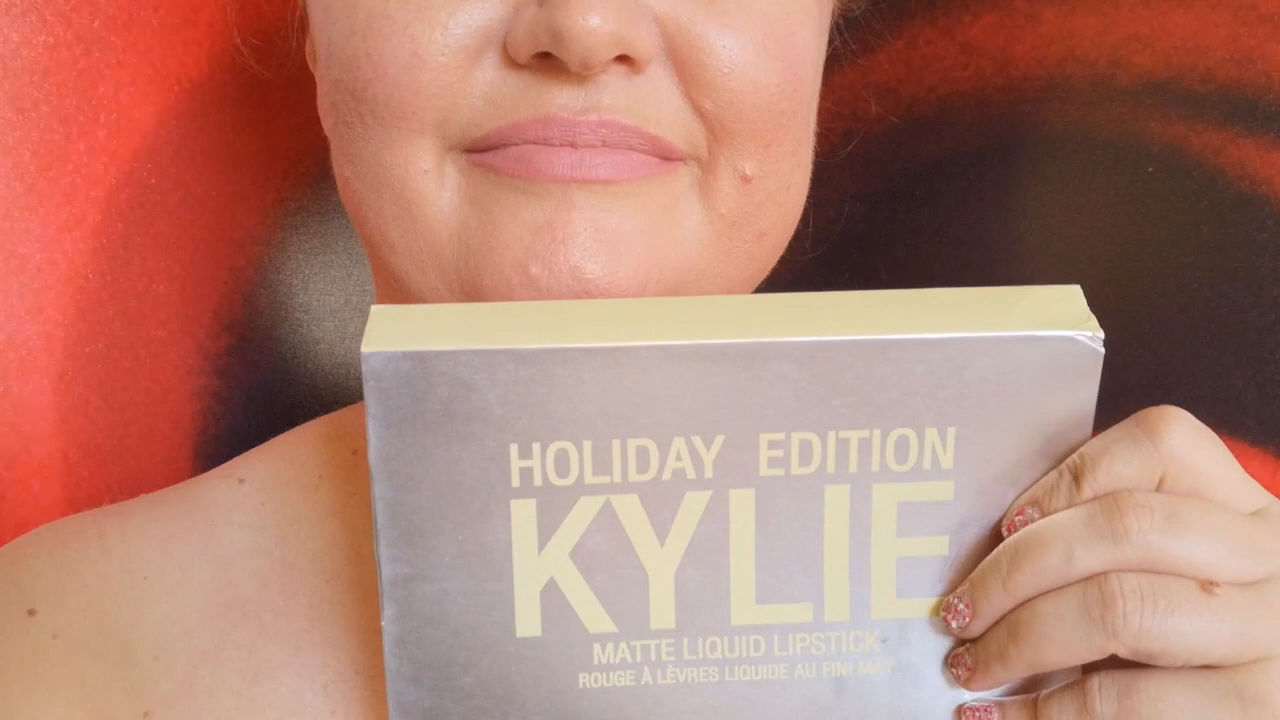 HOLIDAY EDITION
KYLIE
MATTE LIQUID LIPSTICK
ROUGE À LÈVRES LIQUIDE AU FINI MAT